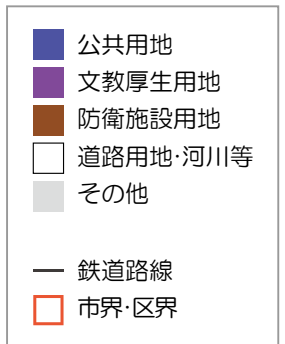 公共用地
文教厚生用地
防衛施設用地
道路用地・河川等
その他
鉄道路線
市界・区界